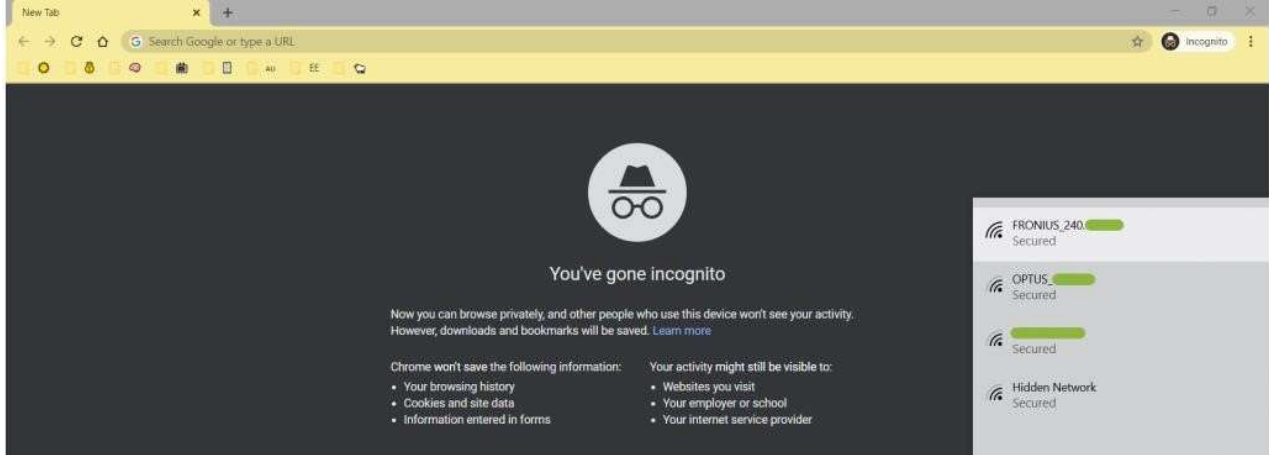 New Tab
Search Google or type a URL
Incognito
AU
EE
You've gone incognito
Now you can browse privately, and other people who use this device won't see your activity.
However, downloads and bookmarks will be saved. Learn more
Chrome won't save the following information:
• Your browsing history
• Cookies and site data
• Information entered in forms
Your activity might still be visible to:
• Websites you visit
• Your employer or school
• Your internet service provider
FRONIUS_240.
Secured
OPTUS_
Secured
Secured
Hidden Network
Secured